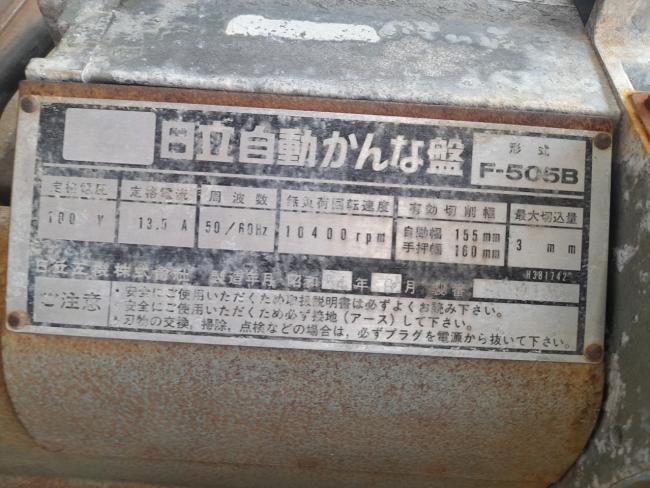 日立自動かんな盤
形式
F-505B
定格電圧 定格電流 周波数 無負荷回転速度 有効切削幅 最大切込量
100 V 13.5 A 50/60Hz 10400 rpm 自動幅 155mm 3 mm
手押幅 160mm
H381742
日立工機株式会社 製造年月 昭和 年 月 製番
ご注意
・安全にご使用いただくため取扱説明書は必ずよくお読み下さい。
安全にご使用いただくため必ず接地(アース)して下さい。
・刃物の交換、掃除、点検などの場合は、必ずプラグを電源から抜いて下さい。